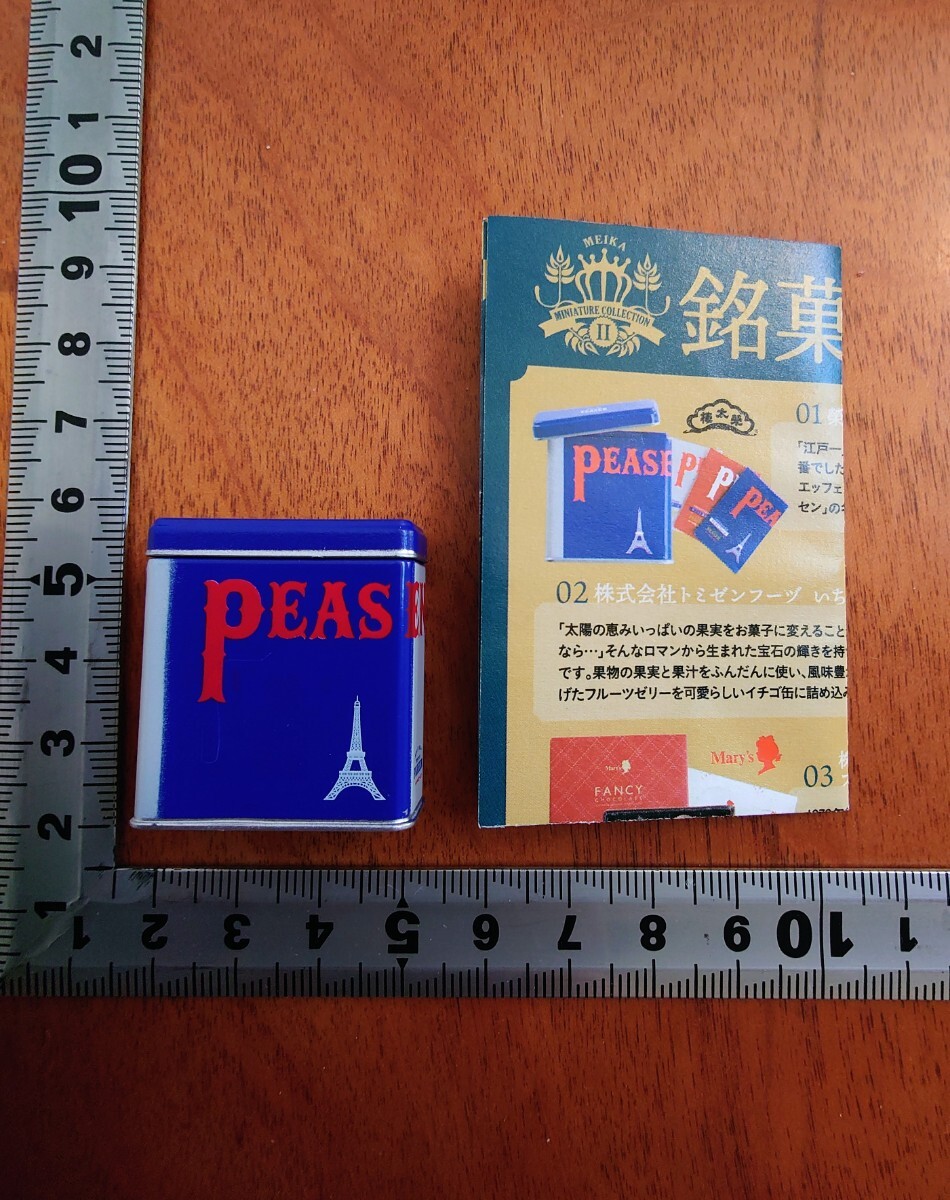 PEASEN
MEIKA
MINIATURE COLLECTION
II
銘菓
榮太樓
01
「江戸一
番でした
エッフェ
セン」の
PEASE
P
P
PEA
02 株式会社トミゼンフーヅ いち
「太陽の恵みいっぱいの果実をお菓子に変えること
なら…」そんなロマンから生まれた宝石の輝きを持
です。果物の果実と果汁をふんだんに使い、風味豊
げたフルーツゼリーを可愛らしいイチゴ缶に詰め込み
Mary's
FANCY
CHOCOLATE
Mary's
03
2
1
10
9
8
7
6
5
4
3
2
1
1 2 3 4 5 6 7 8 9 10 1